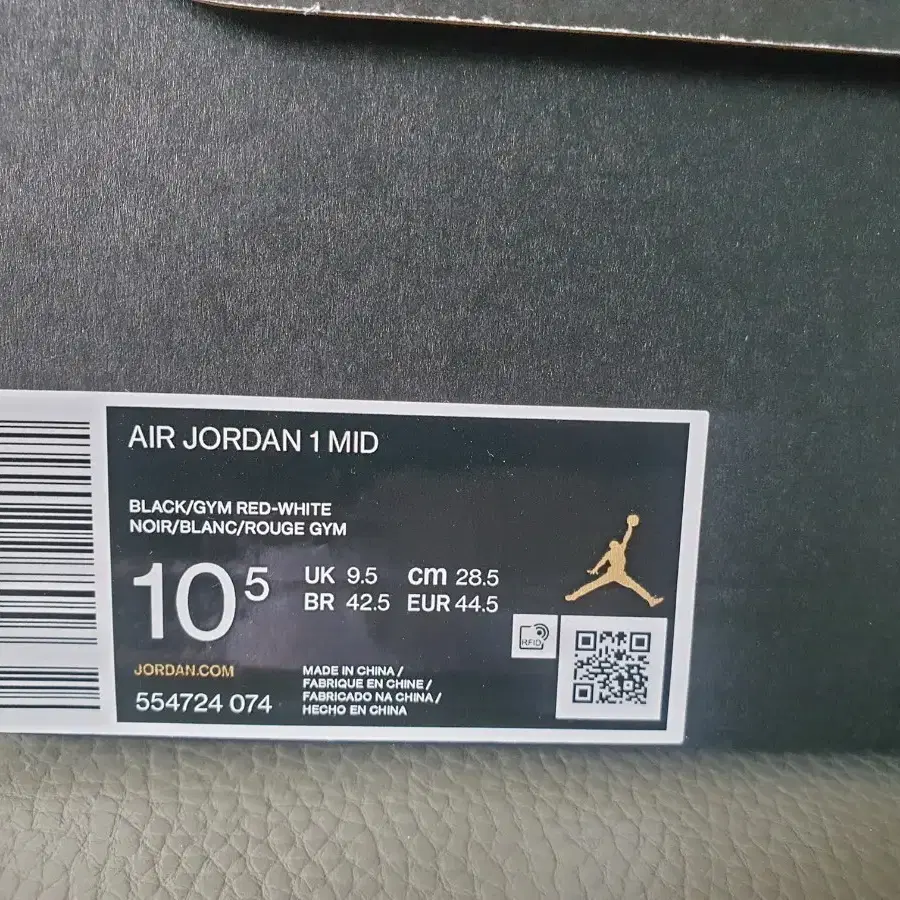 AIR JORDAN 1 MID
BLACK/GYM RED-WHITE
NOIR/BLANC/ROUGE GYM
10 5
UK 9.5 cm 28.5
BR 42.5 EUR 44.5
RFID
JORDAN.COM
554724 074
MADE IN CHINA /
FABRIQUE EN CHINE /
FABRICADO NA CHINA /
HECHO EN CHINA